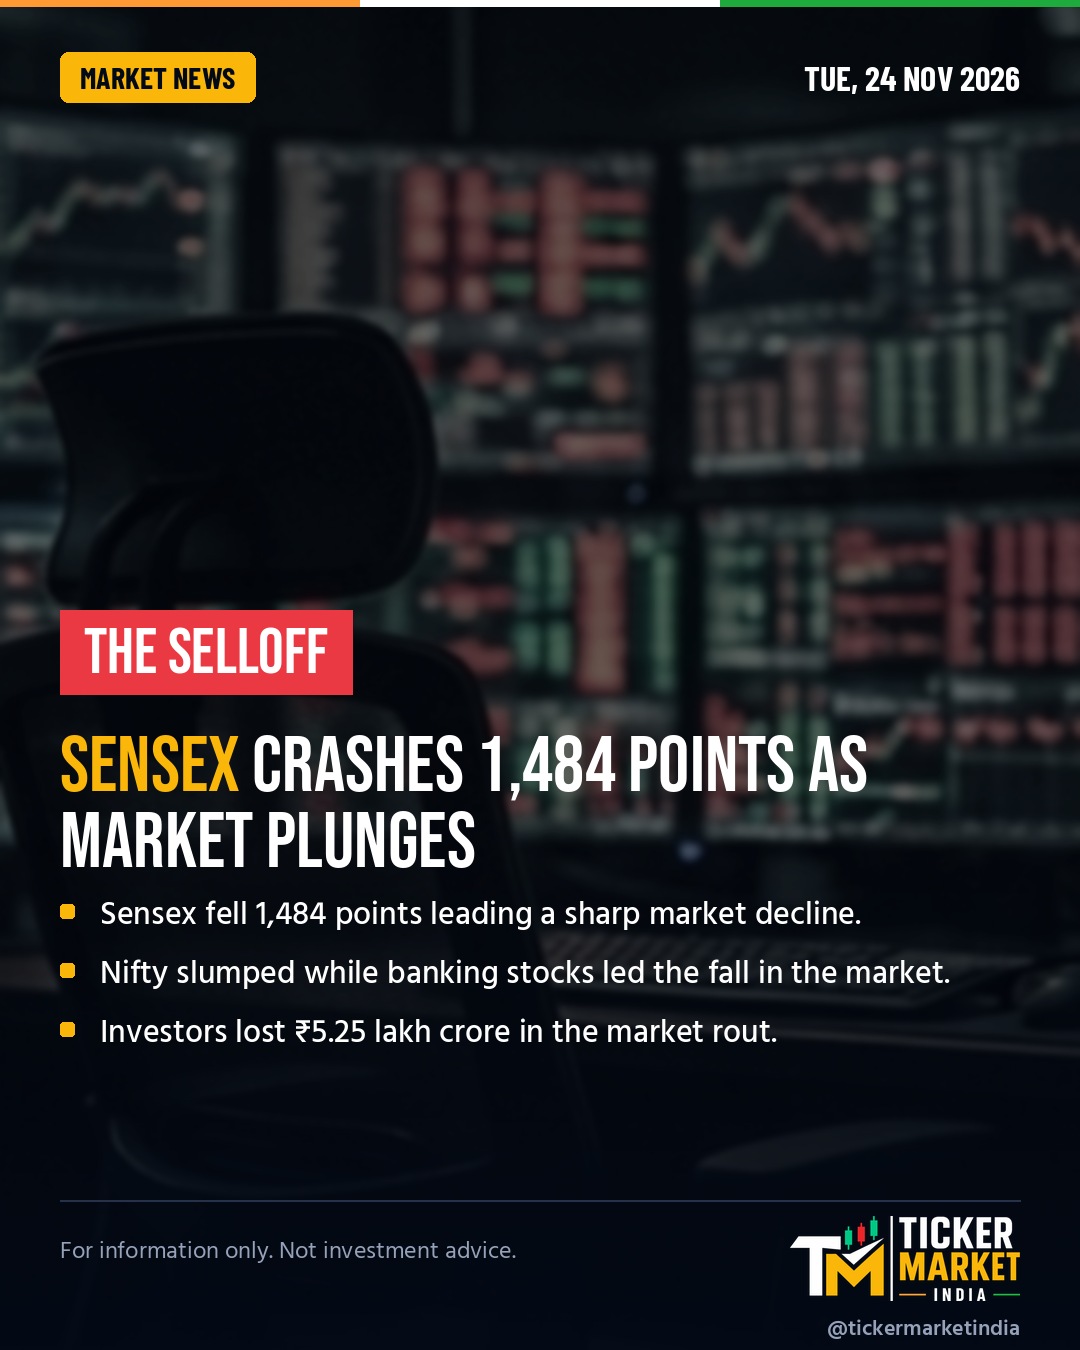 MARKET NEWS
TUE, 24 NOV 2026
THE SELLOFF
SENSEX CRASHES 1,484 POINTS AS
MARKET PLUNGES
Sensex fell 1,484 points leading a sharp market decline.
Nifty slumped while banking stocks led the fall in the market.
Investors lost ₹5.25 lakh crore in the market rout.
For information only. Not investment advice.
TM
TICKER
MARKET
INDIA
@tickermarketindia